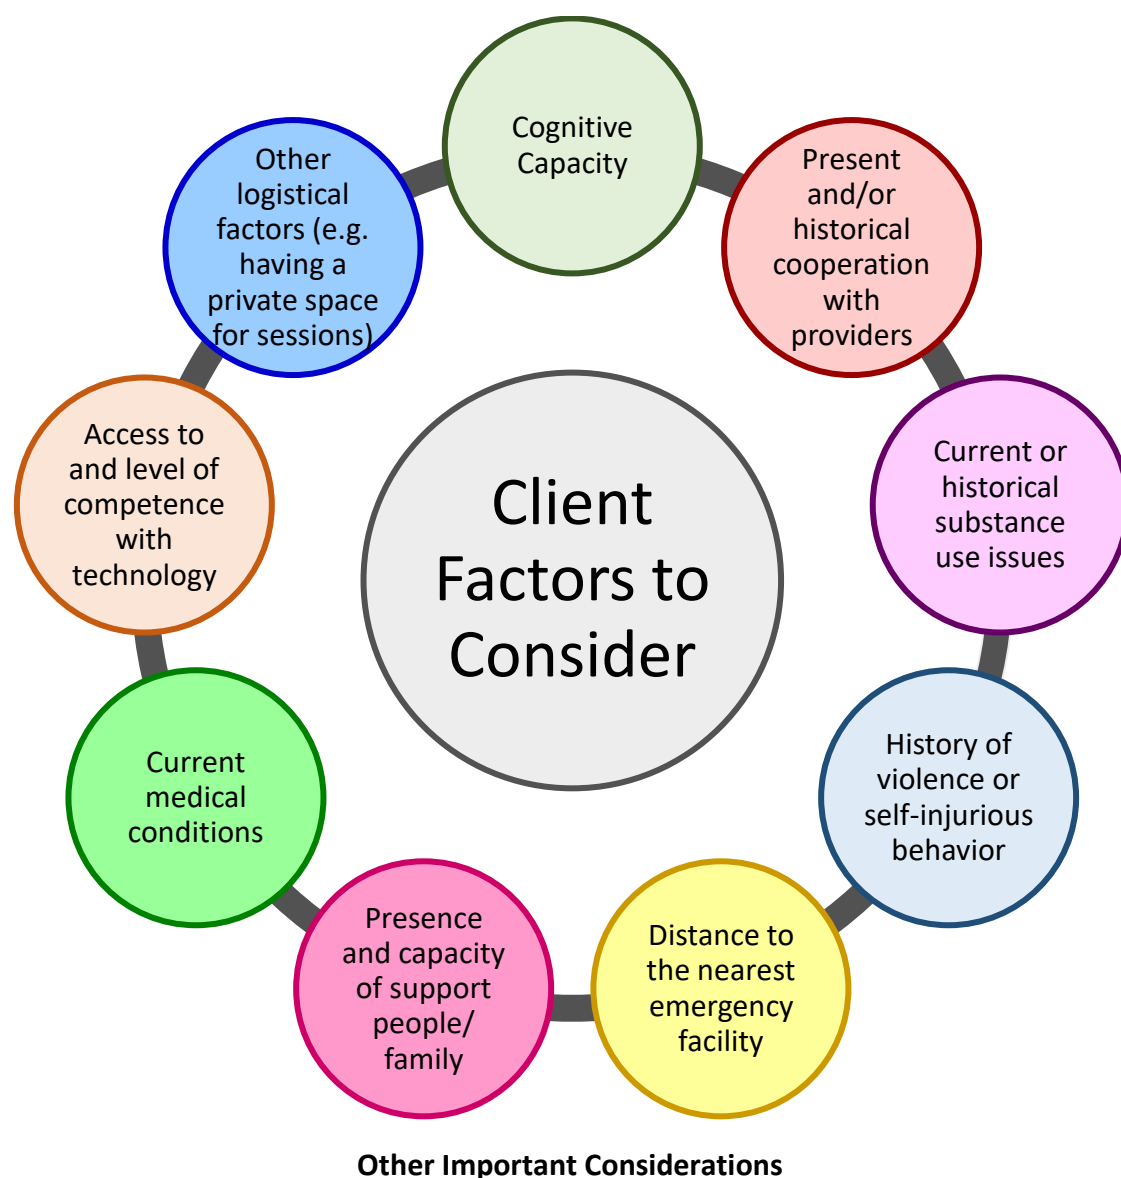 Cognitive
Capacity
Present
and/or
historical
cooperation
with
providers
Current or
historical
substance
use issues
History of
violence or
self-injurious
behavior
Distance to
the nearest
emergency
facility
Presence
and capacity
of support
people/
family
Current
medical
conditions
Access to
and level of
competence
with
technology
Other
logistical
factors (e.g.
having a
private space
for sessions)
Client
Factors to
Consider
Other Important Considerations